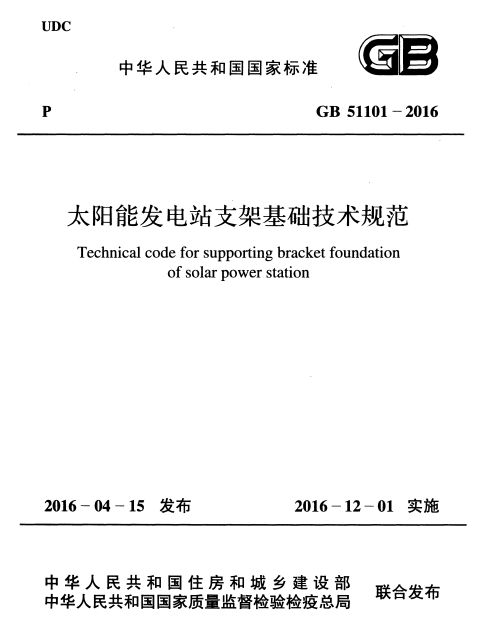 UDC
中华人民共和国国家标准
GB
P
GB 51101－2016
太阳能发电站支架基础技术规范
Technical code for supporting bracket foundation
of solar power station
2016－04－15 发布
2016－12－01 实施
中华人民共和国住房和城乡建设部
中华人民共和国国家质量监督检验检疫总局
联合发布